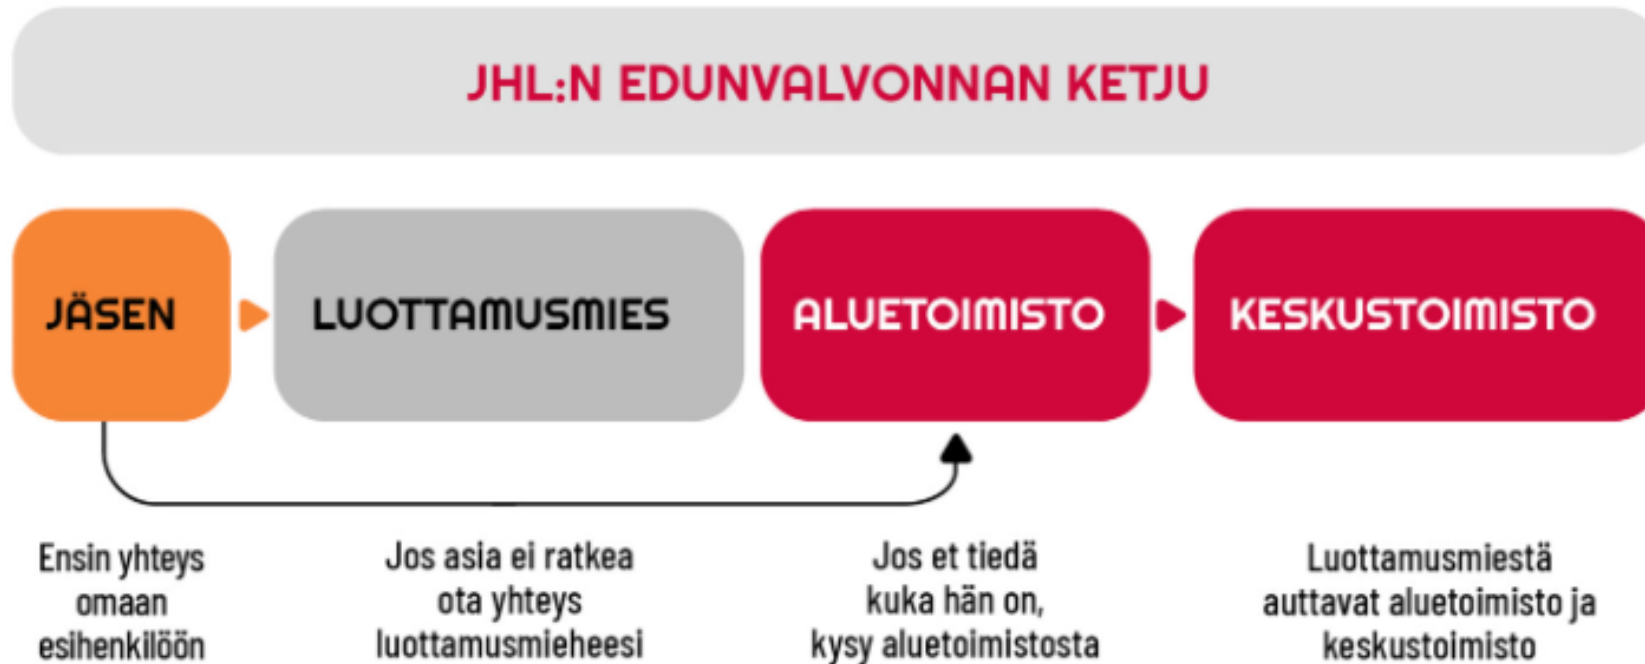 JHL:N EDUNVALVONNAN KETJU
JÄSEN
LUOTTAMUSMIES
ALUETOIMISTO
KESKUSTOIMISTO
Ensin yhteys
omaan
esihenkilöön
Jos asia ei ratkea
ota yhteys
luottamusmieheesi
Jos et tiedä
kuka hän on,
kysy aluetoimistosta
Luottamusmiestä
auttavat aluetoimisto ja
keskustoimisto